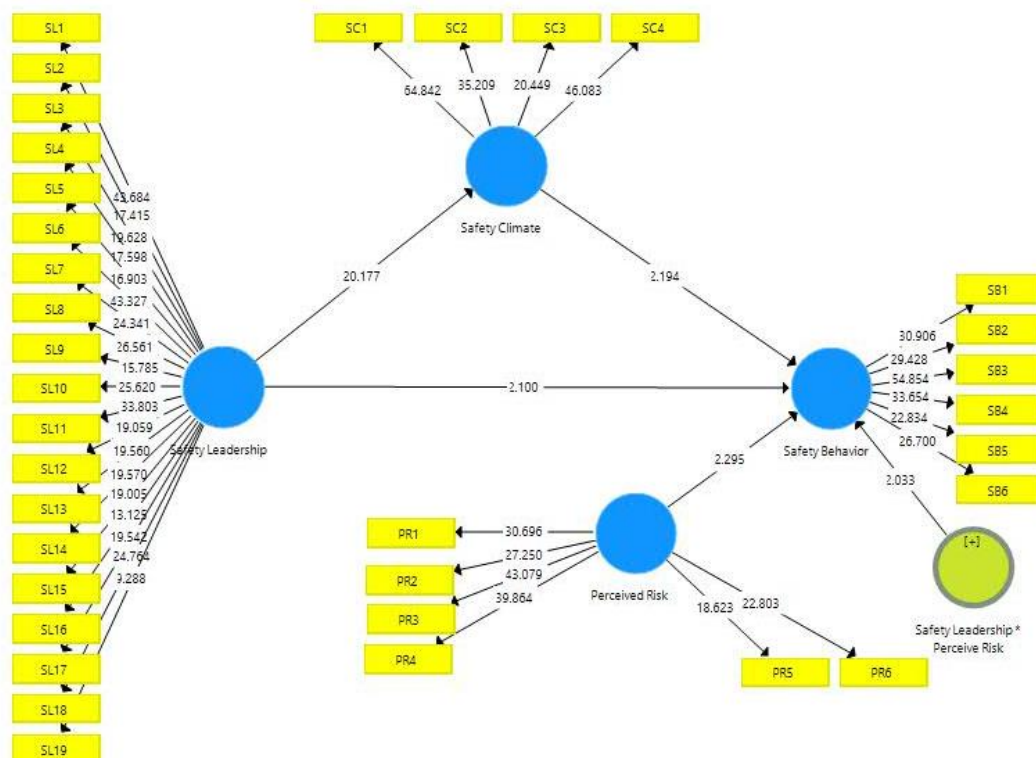 SL1
SL2
SL3
SL4
SL5
SL6
SL7
SL8
SL9
SL10
SL11
SL12
SL13
SL14
SL15
SL16
SL17
SL18
SL19
43.684
17.415
19.628
17.598
16.903
43.327
24.341
26.561
15.785
25.620
33.803
19.059
19.560
19.570
19.005
13.125
19.542
24.764
9.288
Safety Leadership
SC1
SC2
SC3
SC4
64.842
35.209
20.449
46.083
Safety Climate
20.177
2.194
2.100
2.295
2.033
SB1
SB2
SB3
SB4
SB5
SB6
30.906
29.428
54.854
33.654
22.834
26.700
Safety Behavior
PR1
PR2
PR3
PR4
30.696
27.250
43.079
39.864
Perceived Risk
18.623
22.803
PR5
PR6
[+]
Safety Leadership *
Perceive Risk